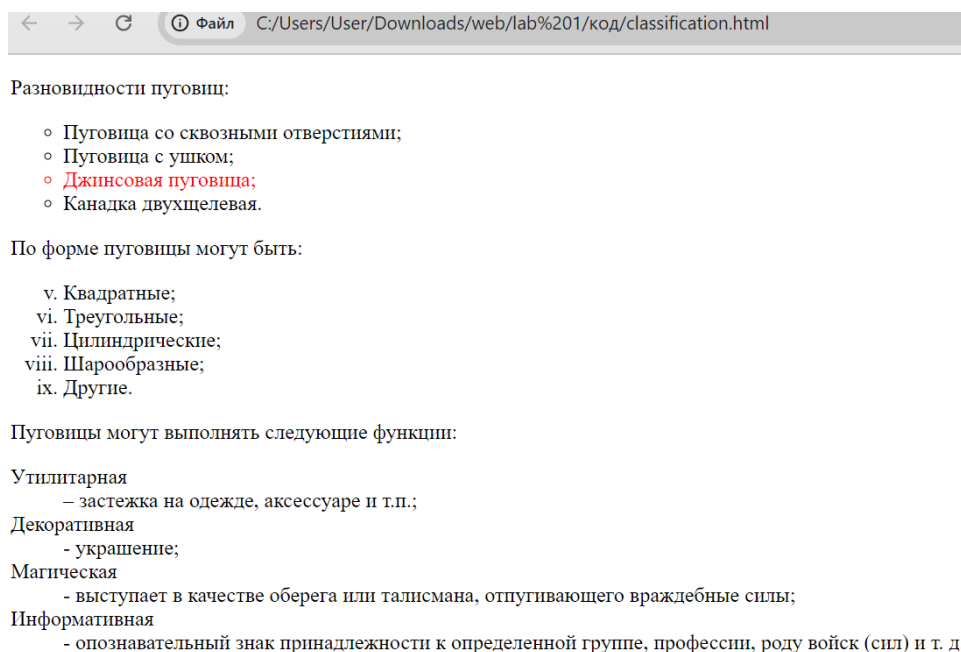 Файл C:/Users/User/Downloads/web/lab%201/код/classification.html
Разновидности пуговиц:
Пуговица со сквозными отверстиями;
Пуговица с ушком;
Джинсовая пуговица;
Канадка двухщелевая.
По форме пуговицы могут быть:
v. Квадратные;
vi. Треугольные;
vii. Цилиндрические;
viii. Шарообразные;
ix. Другие.
Пуговицы могут выполнять следующие функции:
Утилитарная
– застежка на одежде, аксессуаре и т.п.;
Декоративная
- украшение;
Магическая
- выступает в качестве оберега или талисмана, отпугивающего враждебные силы;
Информативная
- опознавательный знак принадлежности к определенной группе, профессии, роду войск (сил) и т. д